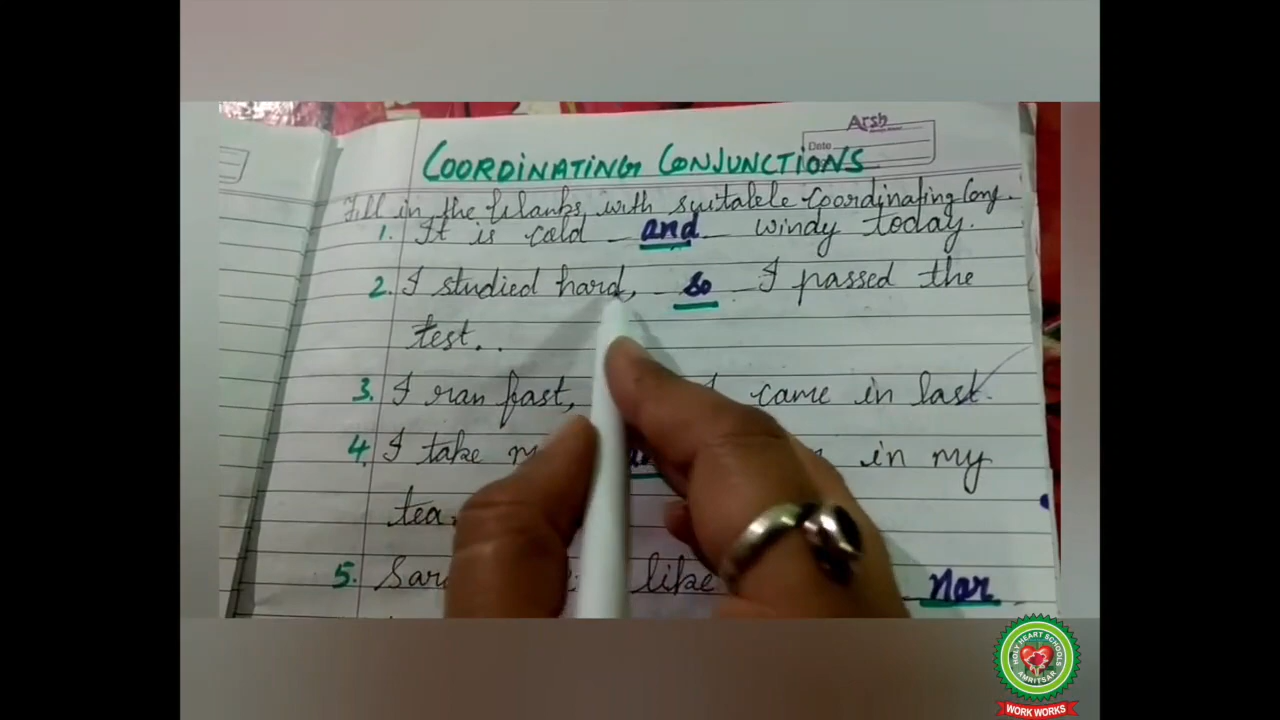 Arsh
Date
COORDINATING CONJUNCTIONS
Fill in the blanks with suitable Coordinating Conj.
1. It is cold and windy today.
2. I studied hard, so I passed the
test.
3. I ran fast, I came in last.
4. I take in my
tea.
5. like nor
HOLY HEART SCHOOLS
AMRITSAR
WORK WORKS